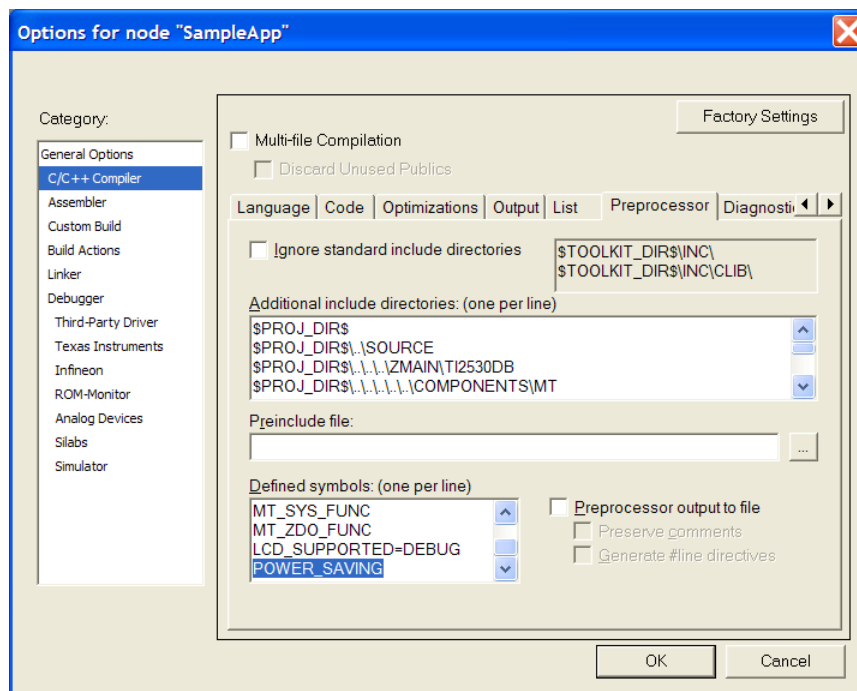 Options for node "SampleApp"
Category:
General Options
C/C++ Compiler
Assembler
Custom Build
Build Actions
Linker
Debugger
Third-Party Driver
Texas Instruments
Infineon
ROM-Monitor
Analog Devices
Silabs
Simulator
Factory Settings
Multi-file Compilation
Discard Unused Publics
Language Code Optimizations Output List Preprocessor Diagnosti
Ignore standard include directories
$TOOLKIT_DIR$\INC\
$TOOLKIT_DIR$\INC\CLIB\
Additional include directories: (one per line)
$PROJ_DIR$
$PROJ_DIR$\..\SOURCE
$PROJ_DIR$\..\..\..\ZMAIN\TI2530DB
$PROJ_DIR$\..\..\..\..\..\..\COMPONENTS\MT
Preinclude file:
...
Defined symbols: (one per line)
MT_SYS_FUNC
MT_ZDO_FUNC
LCD_SUPPORTED=DEBUG
POWER_SAVING
Preprocessor output to file
Preserve comments
Generate #line directives
OK Cancel